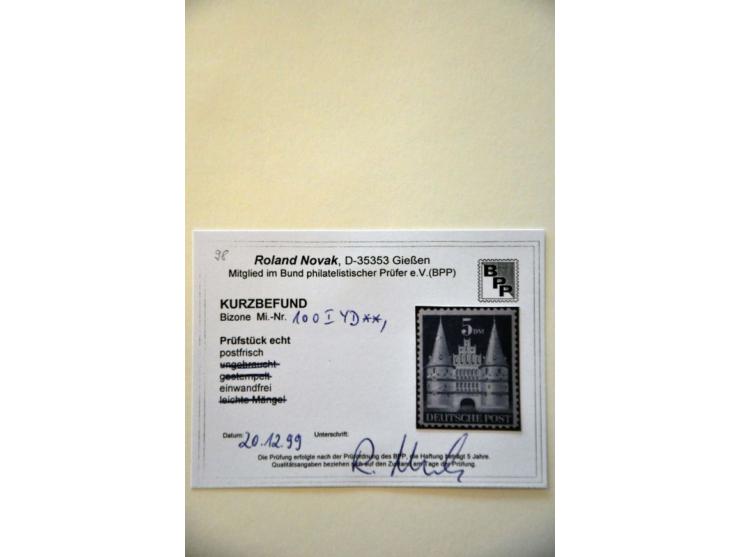 98
Roland Novak, D-35353 Gießen
Mitglied im Bund philatelistischer Prüfer e.V.(BPP)
BPP
KURZBEFUND
Bizone Mi.-Nr. 100 I YD **,
Prüfstück echt
postfrisch
ungebraucht
gestempelt
einwandfrei
leichte Mängel
5 DM
DEUTSCHE POST
Datum: 20.12.99 Unterschrift:
Die Prüfung erfolgte nach der Prüfordnung des BPP, die Haftung beträgt 5 Jahre.
Qualitätsangaben beziehen sich auf den Zustand am Tage der Prüfung.